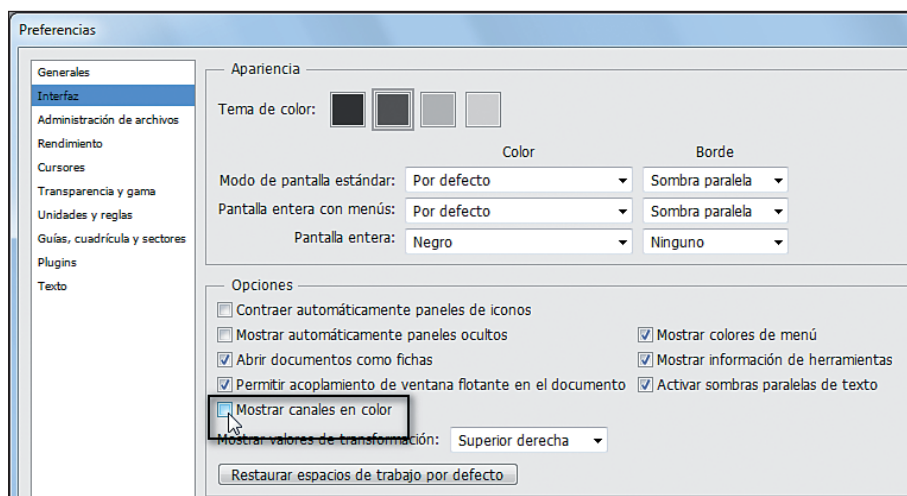 Preferencias
Generales
Interfaz
Administración de archivos
Rendimiento
Cursores
Transparencia y gama
Unidades y reglas
Guías, cuadrícula y sectores
Plugins
Texto
Apariencia
Tema de color:
Color Borde
Modo de pantalla estándar: Por defecto Sombra paralela
Pantalla entera con menús: Por defecto Sombra paralela
Pantalla entera: Negro Ninguno
Opciones
Contraer automáticamente paneles de iconos
Mostrar automáticamente paneles ocultos Mostrar colores de menú
Abrir documentos como fichas Mostrar información de herramientas
Permitir acoplamiento de ventana flotante en el documento Activar sombras paralelas de texto
Mostrar canales en color
Mostrar valores de transformación: Superior derecha
Restaurar espacios de trabajo por defecto